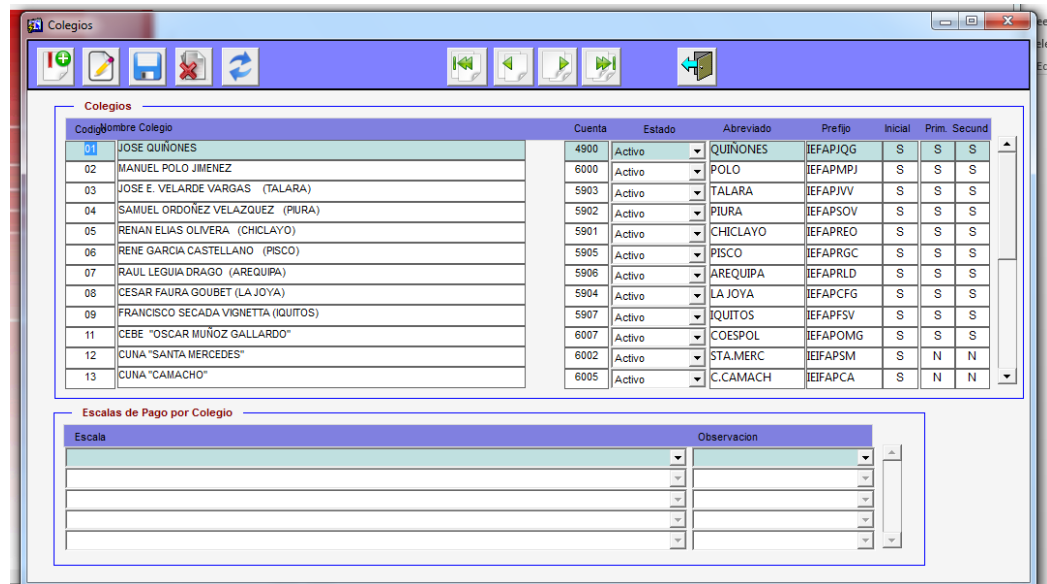 Colegios
Colegios
Codigo Nombre Colegio Cuenta Estado Abreviado Prefijo Inicial Prim. Secund
01 JOSE QUIÑONES 4900 Activo QUIÑONES IEFAPJQG S S S
02 MANUEL POLO JIMENEZ 6000 Activo POLO IEFAPMPJ S S S
03 JOSE E. VELARDE VARGAS (TALARA) 5903 Activo TALARA IEFAPJVV S S S
04 SAMUEL ORDOÑEZ VELAZQUEZ (PIURA) 5902 Activo PIURA IEFAPSOV S S S
05 RENAN ELIAS OLIVERA (CHICLAYO) 5901 Activo CHICLAYO IEFAPREO S S S
06 RENE GARCIA CASTELLANO (PISCO) 5905 Activo PISCO IEFAPRGC S S S
07 RAUL LEGUIA DRAGO (AREQUIPA) 5906 Activo AREQUIPA IEFAPRLD S S S
08 CESAR FAURA GOUBET (LA JOYA) 5904 Activo LA JOYA IEFAPCFG S S S
09 FRANCISCO SECADA VIGNETTA (IQUITOS) 5907 Activo IQUITOS IEFAPFSV S S S
11 CEBE "OSCAR MUÑOZ GALLARDO" 6007 Activo COESPOL IEFAPOMG S S S
12 CUNA "SANTA MERCEDES" 6002 Activo STA.MERC IEIFAPSM S N N
13 CUNA "CAMACHO" 6005 Activo C.CAMACH IEIFAPCA S N N
Escalas de Pago por Colegio
Escala Observacion